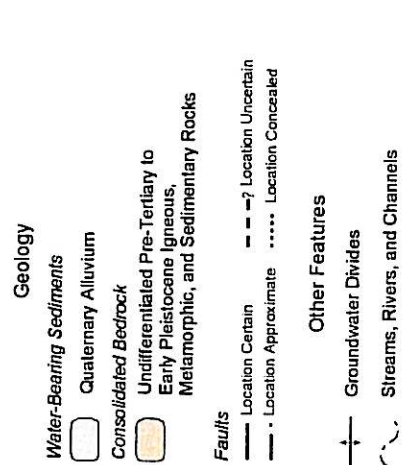 Geology
Water-Bearing Sediments
Quaternary Alluvium
Consolidated Bedrock
Undifferentiated Pre-Tertiary to
Early Pleistocene Igneous,
Metamorphic, and Sedimentary Rocks
Faults
Location Certain
? Location Uncertain
Location Approximate
Location Concealed
Other Features
Groundwater Divides
Streams, Rivers, and Channels